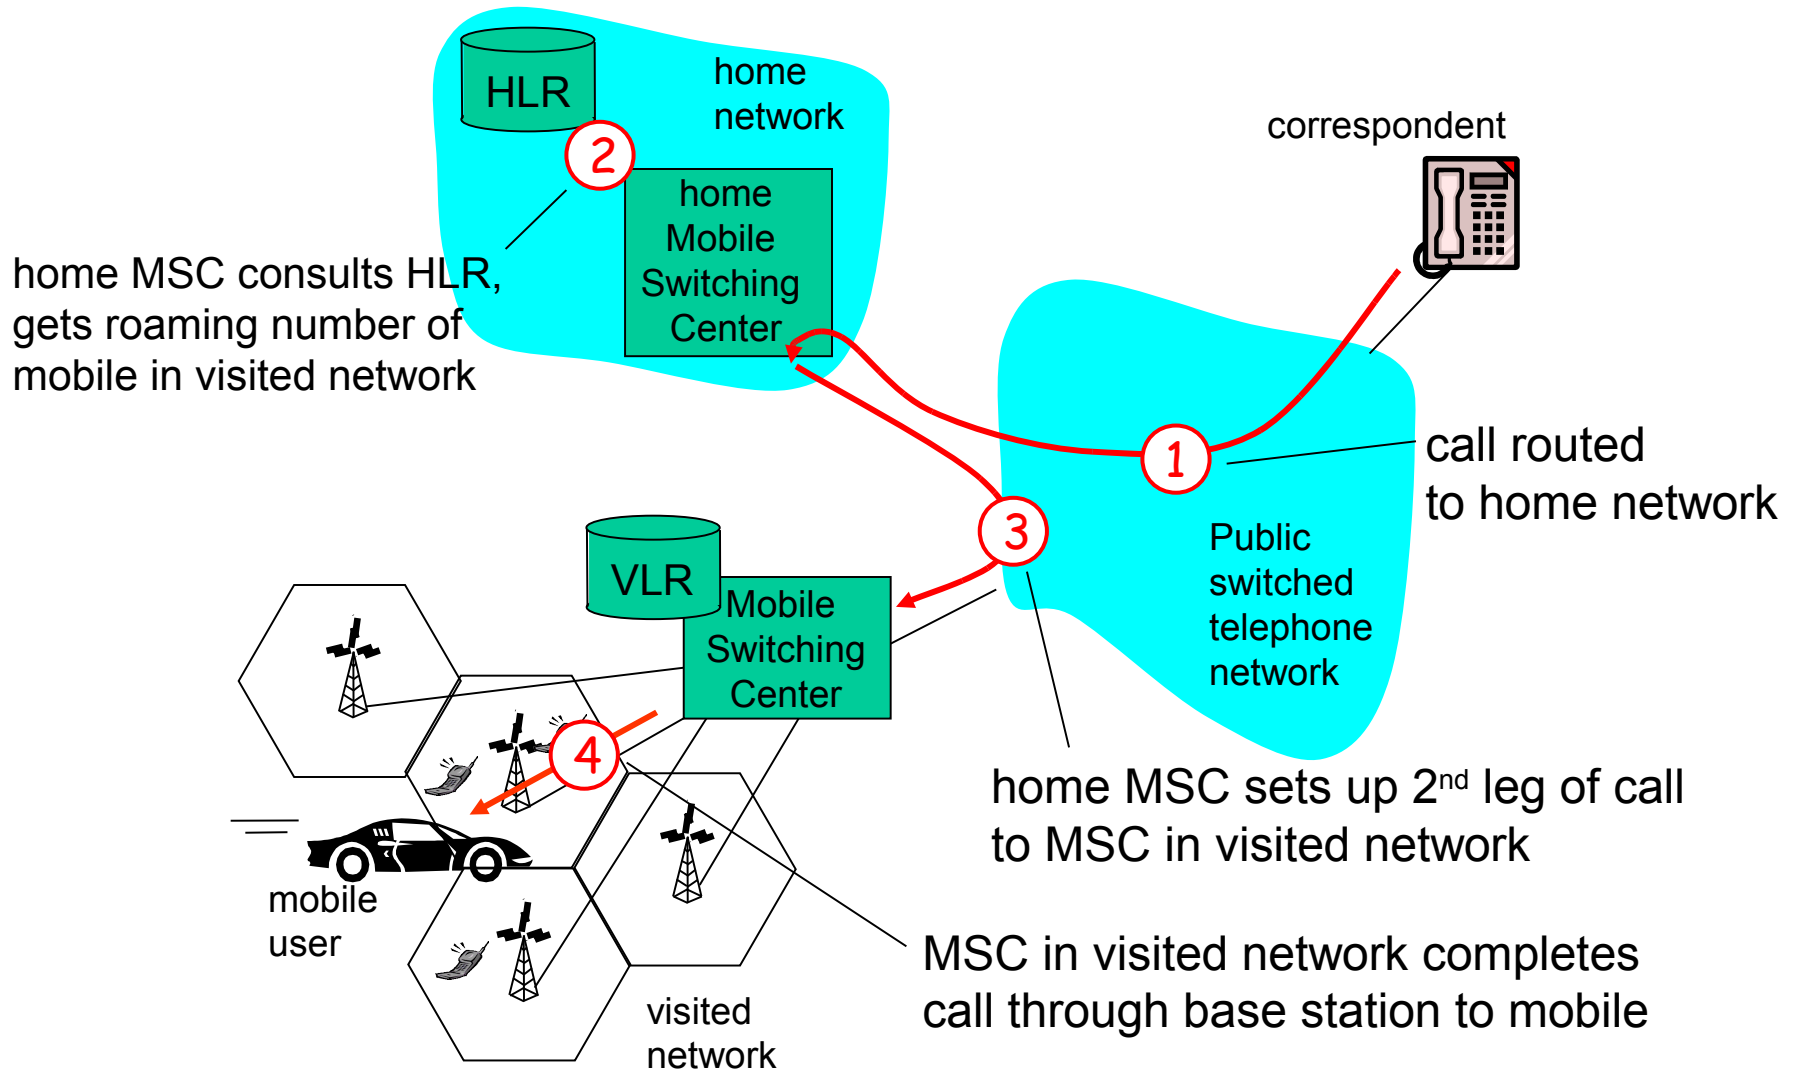 HLR
home
network
correspondent
2
home
Mobile
Switching
Center
home MSC consults HLR,
gets roaming number of
mobile in visited network
1
call routed
to home network
3
Public
switched
telephone
network
VLR
Mobile
Switching
Center
4
home MSC sets up 2nd leg of call
to MSC in visited network
mobile
user
MSC in visited network completes
call through base station to mobile
visited
network